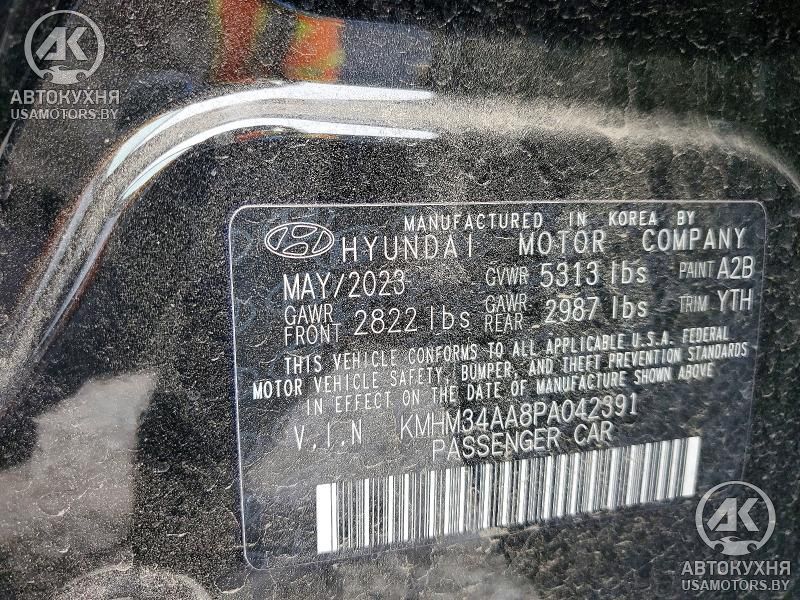 AK
АВТОКУХНЯ
USAMOTORS.BY
MANUFACTURED IN KOREA BY
HYUNDAI MOTOR COMPANY
MAY/2023 GVWR 5313 lbs PAINT A2B
GAWR FRONT 2822 lbs GAWR REAR 2987 lbs TRIM YTH
THIS VEHICLE CONFORMS TO ALL APPLICABLE U.S.A. FEDERAL
MOTOR VEHICLE SAFETY, BUMPER, AND THEFT PREVENTION STANDARDS
IN EFFECT ON THE DATE OF MANUFACTURE SHOWN ABOVE
V.I.N KMHM34AA8PA042391
PASSENGER CAR
AK
АВТОКУХНЯ
USAMOTORS.BY